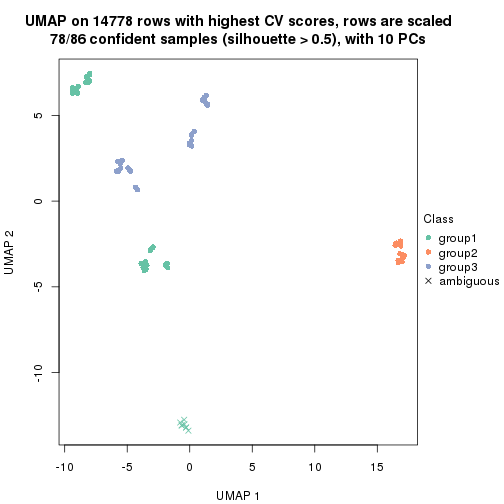 UMAP on 14778 rows with highest CV scores, rows are scaled
78/86 confident samples (silhouette > 0.5), with 10 PCs
UMAP 2
5
0
-5
-10
-10
-5
0
5
10
15
UMAP 1
Class
group1
group2
group3
ambiguous